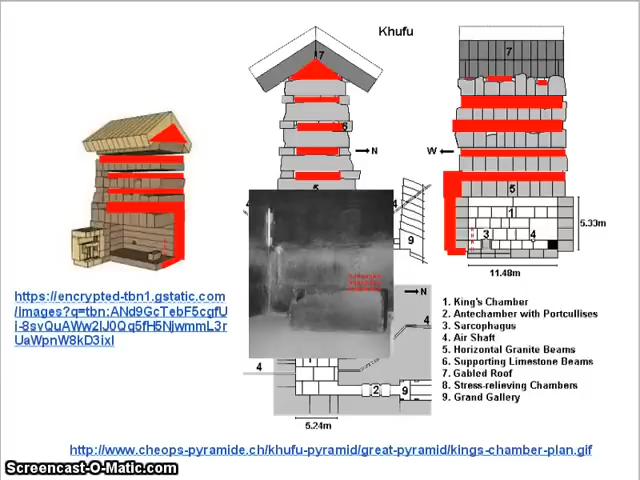 Khufu
7
7
6
N
W
5
5
1
3
4
5.33m
11.48m
4
4
9
N
4
4
2
9
5.24m
https://encrypted-tbn1.gstatic.com
/images?q=tbn:ANd9GcTebF5cgfU
i-8svQuAWw2lJ0Qq5fH5NjwmmL3r
UaWpnW8kD3ixl
1. King's Chamber
2. Antechamber with Portcullises
3. Sarcophagus
4. Air Shaft
5. Horizontal Granite Beams
6. Supporting Limestone Beams
7. Gabled Roof
8. Stress-relieving Chambers
9. Grand Gallery
http://www.cheops-pyramide.ch/khufu-pyramid/great-pyramid/kings-chamber-plan.gif
Screencast-O-Matic.com